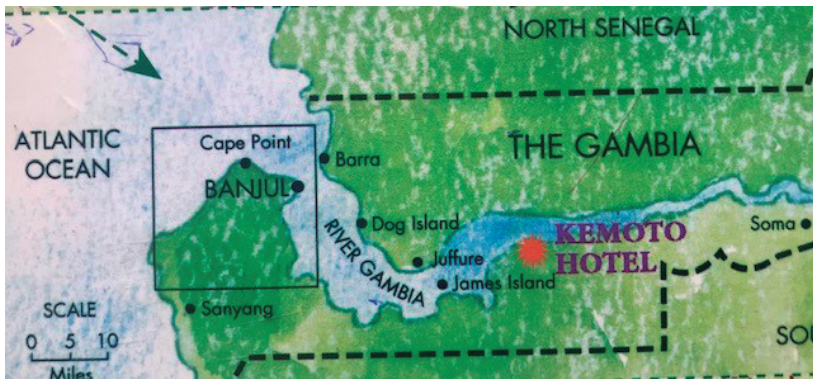 NORTH SENEGAL
ATLANTIC
OCEAN
Cape Point
Barra
THE GAMBIA
BANJUL
Dog Island
RIVER GAMBIA
KEMOTO
HOTEL
Soma
Juffure
James Island
Sanyang
SCALE
0 5 10
Miles
SOU